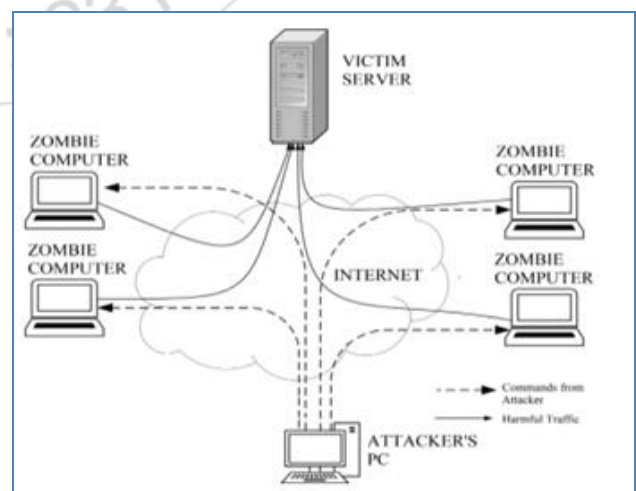 VICTIM
SERVER
ZOMBIE
COMPUTER
ZOMBIE
COMPUTER
ZOMBIE
COMPUTER
INTERNET
ZOMBIE
COMPUTER
Commands from
Attacker
Harmful Traffic
ATTACKER'S
PC